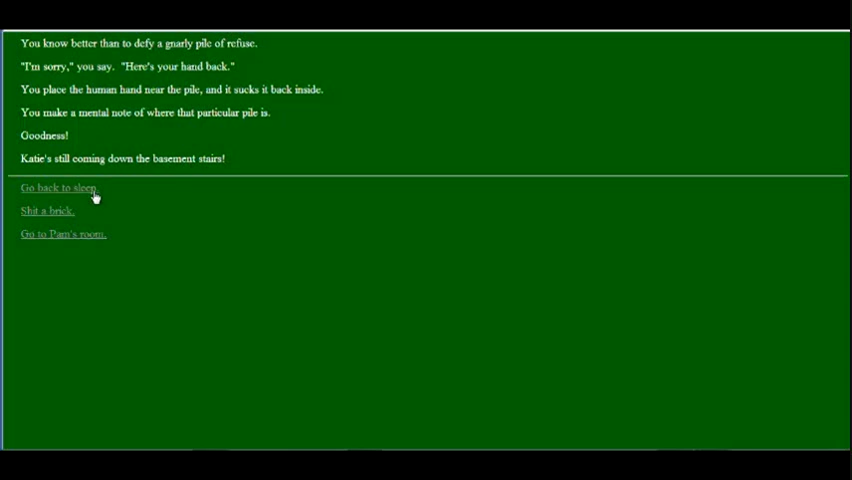 You know better than to defy a gnarly pile of refuse.
"I'm sorry," you say.  "Here's your hand back."
You place the human hand near the pile, and it sucks it back inside.
You make a mental note of where that particular pile is.
Goodness!
Katie's still coming down the basement stairs!
Go back to sleep.
Shit a brick.
Go to Pam's room.